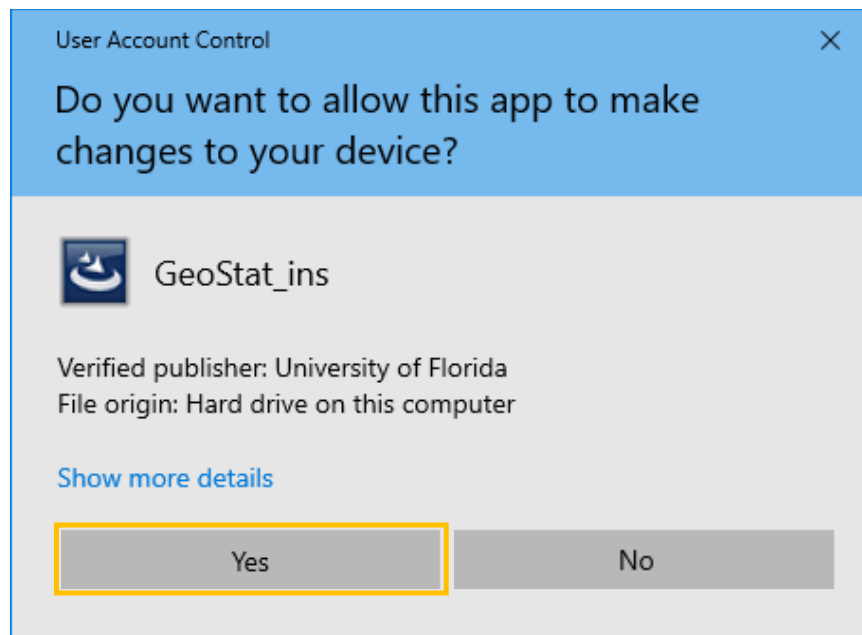 User Account Control
Do you want to allow this app to make
changes to your device?
GeoStat_ins
Verified publisher: University of Florida
File origin: Hard drive on this computer
Show more details
Yes
No